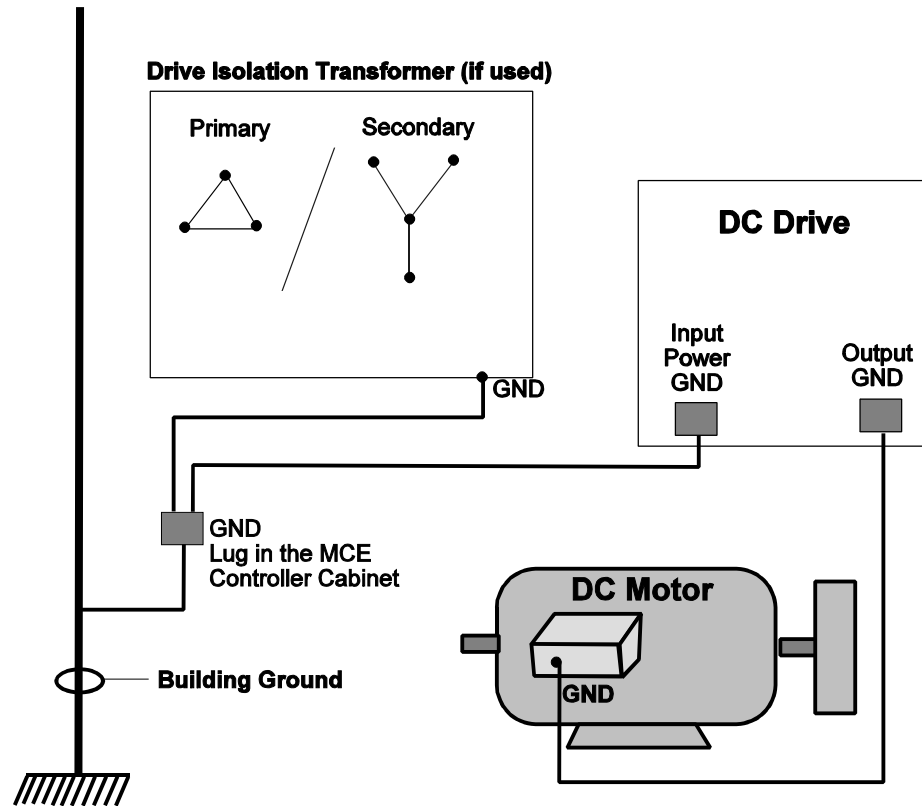 Drive Isolation Transformer (if used)
Primary
Secondary
DC Drive
Input
Power
GND
Output
GND
GND
GND
Lug in the MCE
Controller Cabinet
DC Motor
GND
Building Ground